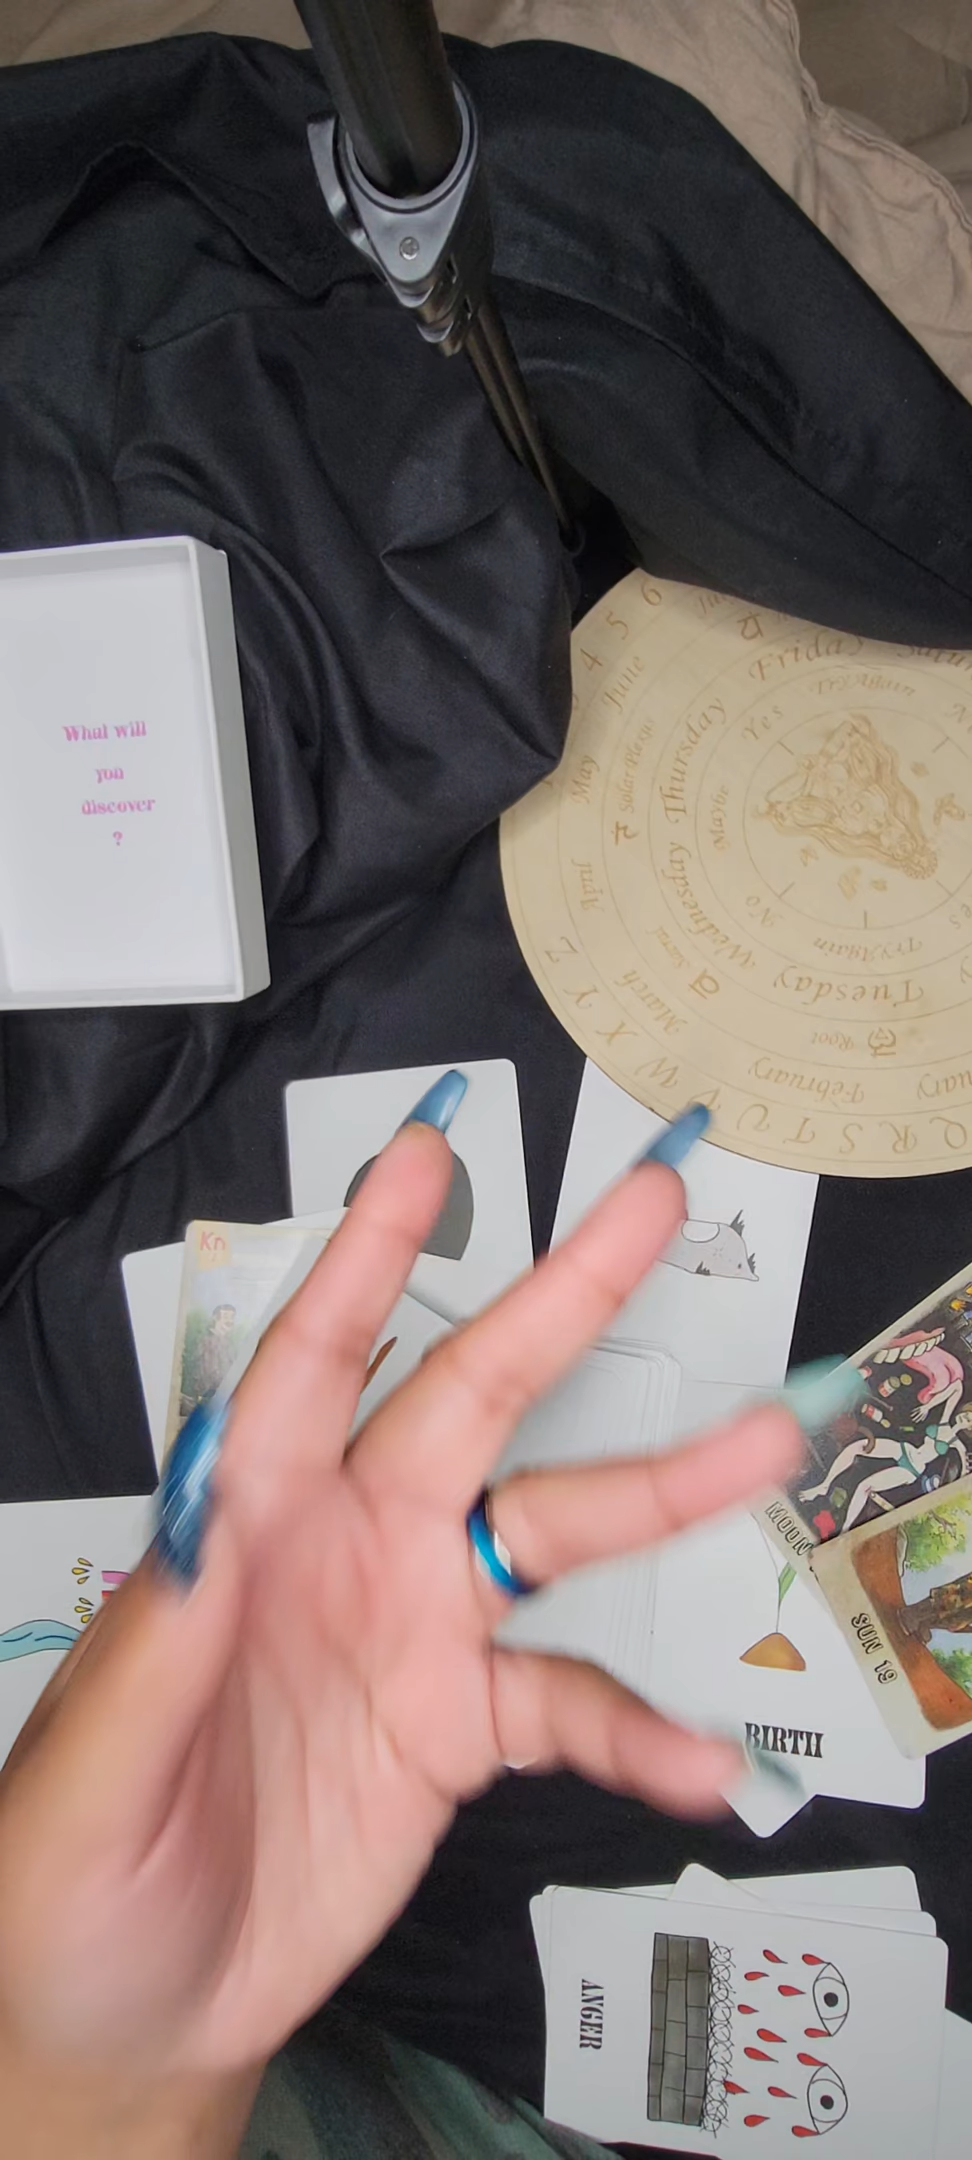 What will
you
discover
?
6
5
4
June
May
April
March
February
Z
Y
X
W
V
U
T
S
R
Q
Solar Plexus
Sacral
Root
Friday
Thursday
Wednesday
Tuesday
Try Again
Yes
Maybe
No
Try Again
Kn
MOON
SUN 19
BIRTH
ANGER